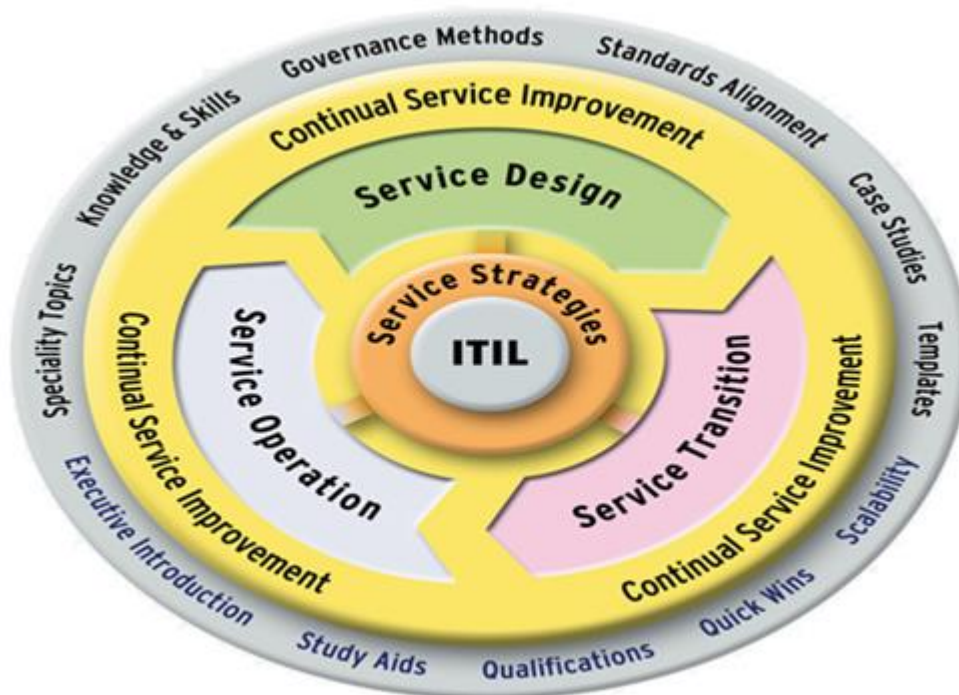 Governance Methods
Standards Alignment
Knowledge & Skills
Case Studies
Speciality Topics
Templates
Executive Introduction
Scalability
Study Aids
Qualifications
Quick Wins
Continual Service Improvement
Continual Service Improvement
Continual Service Improvement
Service Design
Service Operation
Service Transition
Service Strategies
ITIL